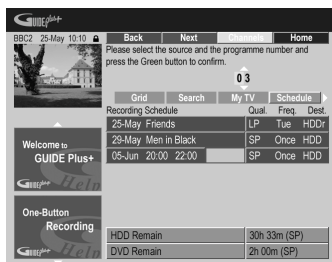 GUIDE plus+
BBC2 25-May 10:10 Back Next Channels Home
Please select the source and the programme number and
press the Green button to confirm.
0 3
Grid Search My TV Schedule
Recording Schedule Qual. Freq. Dest.
25-May Friends LP Tue HDDr
29-May Men in Black SP Once HDD
05-Jun 20:00 22:00 SP Once HDD
Welcome to
GUIDE Plus+
GUIDE plus+ Help
One-Button
Recording
GUIDE plus+ Help
HDD Remain 30h 33m (SP)
DVD Remain 2h 00m (SP)